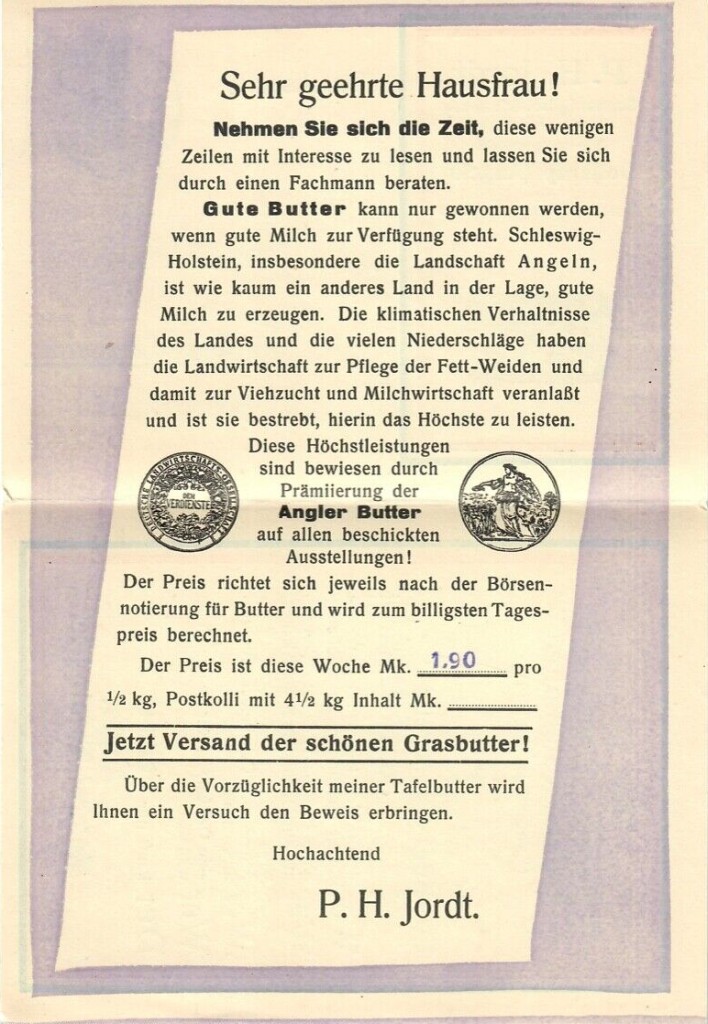 Sehr geehrte Hausfrau!
Nehmen Sie sich die Zeit, diese wenigen
Zeilen mit Interesse zu lesen und lassen Sie sich
durch einen Fachmann beraten.
Gute Butter kann nur gewonnen werden,
wenn gute Milch zur Verfügung steht. Schleswig-
Holstein, insbesondere die Landschaft Angeln,
ist wie kaum ein anderes Land in der Lage, gute
Milch zu erzeugen. Die klimatischen Verhaltnisse
des Landes und die vielen Niederschläge haben
die Landwirtschaft zur Pflege der Fett-Weiden und
damit zur Viehzucht und Milchwirtschaft veranlaßt
und ist sie bestrebt, hierin das Höchste zu leisten.
Diese Höchstleistungen
sind bewiesen durch
Prämiierung der
Angler Butter
auf allen beschickten
Ausstellungen!
DEUTSCHE LANDWIRTSCHAFTS-GESELLSCHAFT
DEM
VERDIENSTE
Der Preis richtet sich jeweils nach der Börsen-
notierung für Butter und wird zum billigsten Tages-
preis berechnet.
Der Preis ist diese Woche Mk. 1.90 pro
1/2 kg, Postkolli mit 4 1/2 kg Inhalt Mk.
Jetzt Versand der schönen Grasbutter!
Über die Vorzüglichkeit meiner Tafelbutter wird
Ihnen ein Versuch den Beweis erbringen.
Hochachtend
P. H. Jordt.